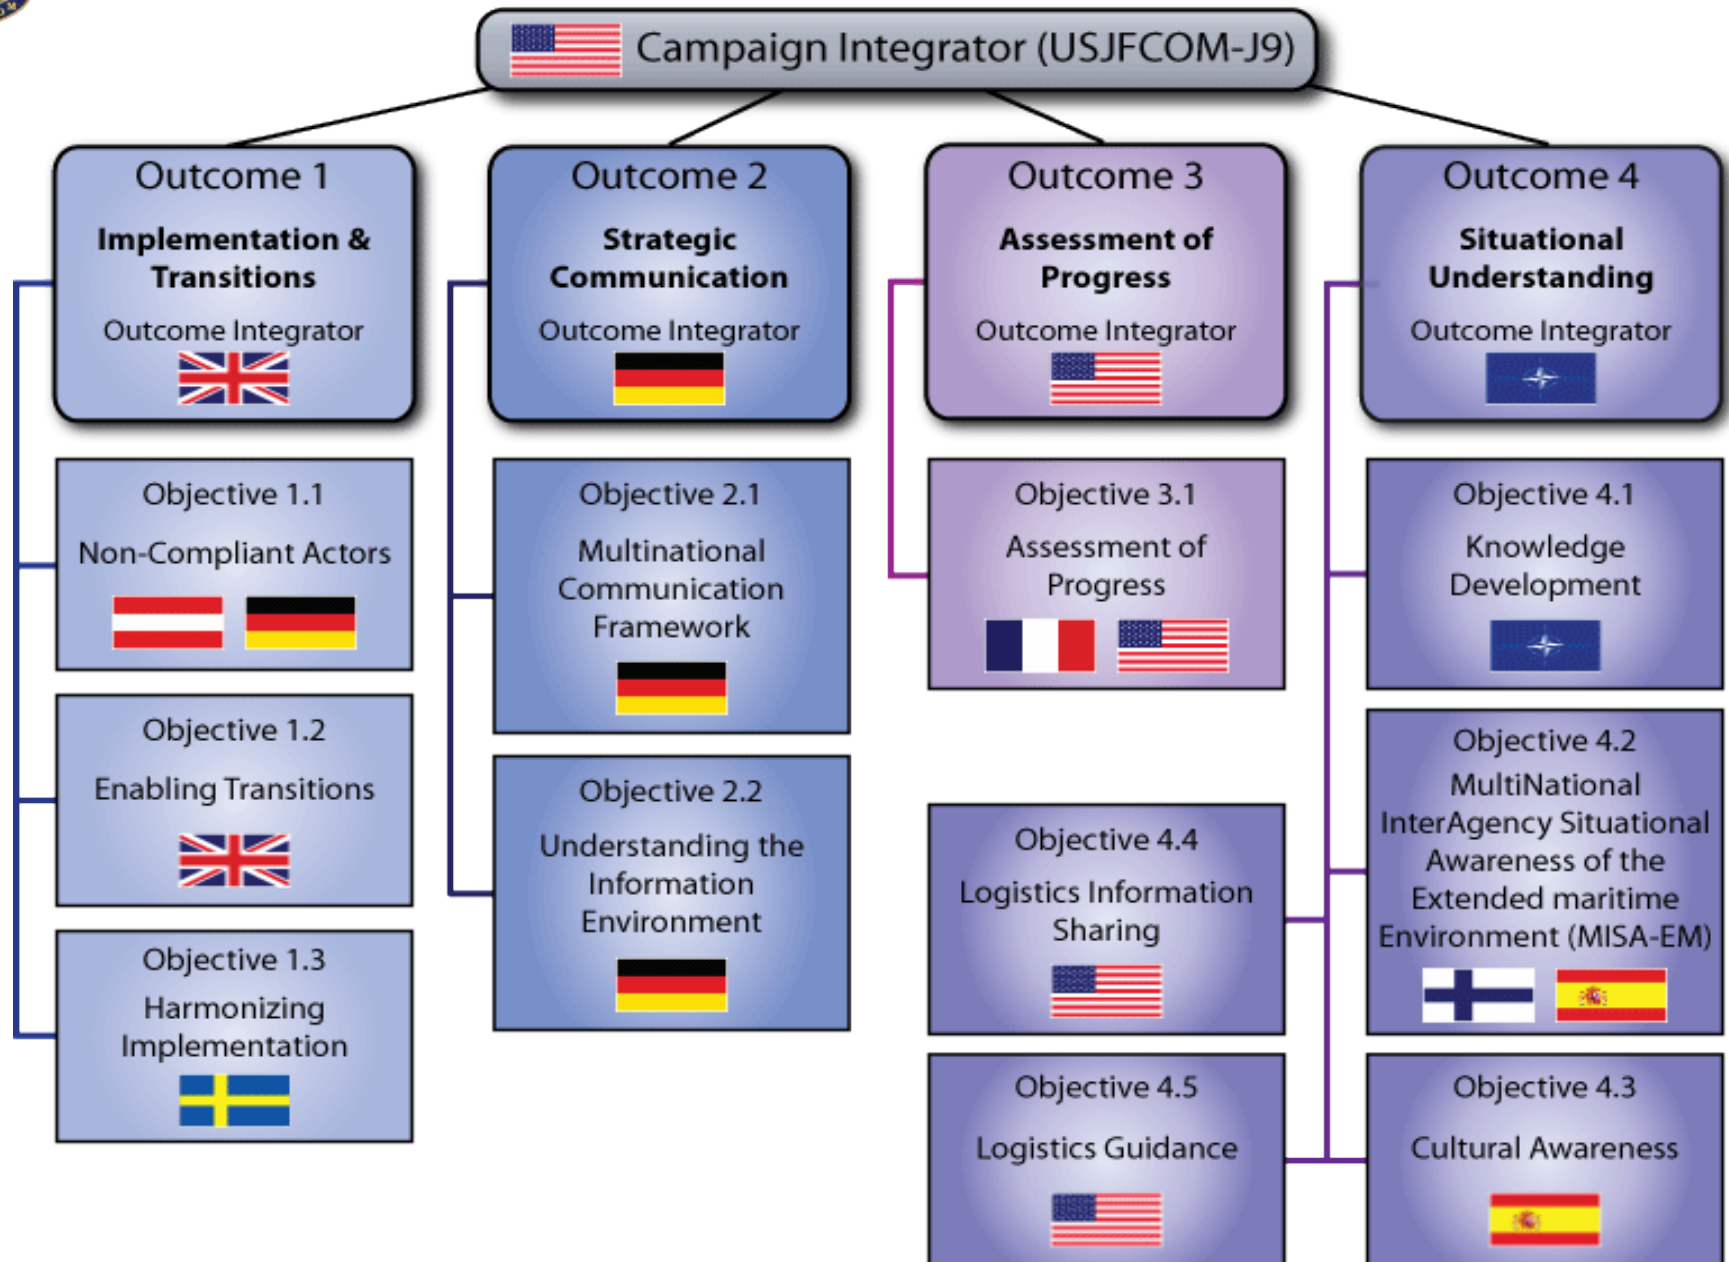 Campaign Integrator (USJFCOM-J9)
Outcome 1
Implementation &
Transitions
Outcome Integrator
Objective 1.1
Non-Compliant Actors
Objective 1.2
Enabling Transitions
Objective 1.3
Harmonizing
Implementation
Outcome 2
Strategic
Communication
Outcome Integrator
Objective 2.1
Multinational
Communication
Framework
Objective 2.2
Understanding the
Information
Environment
Outcome 3
Assessment of
Progress
Outcome Integrator
Objective 3.1
Assessment of
Progress
Outcome 4
Situational
Understanding
Outcome Integrator
Objective 4.1
Knowledge
Development
Objective 4.2
MultiNational
InterAgency Situational
Awareness of the
Extended maritime
Environment (MISA-EM)
Objective 4.3
Cultural Awareness
Objective 4.4
Logistics Information
Sharing
Objective 4.5
Logistics Guidance